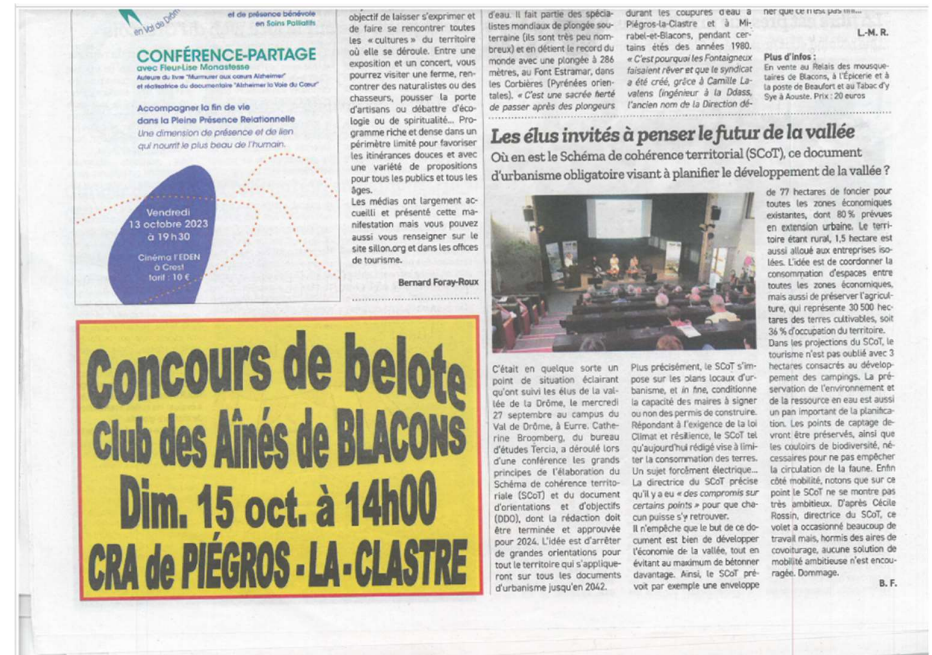 en Val de Drôme
et de présence bénévole
en Soins Palliatifs
CONFÉRENCE-PARTAGE
avec Fleur-Lise Monastesse
Auteure du livre "Murmurer aux cœurs Alzheimer"
et réalisatrice du documentaire "Alzheimer la Voie du Cœur"
Accompagner la fin de vie
dans la Pleine Présence Relationnelle
Une dimension de présence et de lien
qui nourrit le plus beau de l'humain.
Vendredi
13 octobre 2023
à 19h30
Cinéma l'EDEN
à Crest
tarif : 10 €
objectif de laisser s'exprimer et
de faire se rencontrer toutes
les « cultures » du territoire
où elle se déroule. Entre une
exposition et un concert, vous
pourrez visiter une ferme, ren-
contrer des naturalistes ou des
chasseurs, pousser la porte
d'artisans ou débattre d'écolo-
gie ou de spiritualité... Pro-
gramme riche et dense dans un
périmètre limité pour favoriser
les itinérances douces et avec
une variété de propositions
pour tous les publics et tous les
âges.
Les médias ont largement ac-
cueilli et présenté cette ma-
nifestation mais vous pouvez
aussi vous renseigner sur le
site sillon.org et dans les offices
de tourisme.
Bernard Foray-Roux
Concours de belote
Club des Aînés de BLACONS
Dim. 15 oct. à 14h00
CRA de PIÉGROS - LA - CLASTRE
d'eau. Il fait partie des spécia-
listes mondiaux de plongée sou-
terraine (ils sont très peu nom-
breux) et en détient le record du
monde avec une plongée à 286
mètres, au Font Estramar, dans
les Corbières (Pyrénées orien-
tales). « C'est une sacrée fierté
de passer après des plongeurs
durant les coupures d'eau à
Piégros-la-Clastre et à Mi-
rabel-et-Blacons, pendant cer-
tains étés des années 1980.
« C'est pourquoi les Fontaigneux
faisaient rêver et que le syndicat
a été créé, grâce à Camille La-
valens (ingénieur à la Ddass,
l'ancien nom de la Direction dé-
L.-M. R.
Plus d'infos :
En vente au Relais des mousque-
taires de Blacons, à l'Épicerie et à
la poste de Beaufort et au Tabac d'y
Sye à Aouste. Prix : 20 euros
Les élus invités à penser le futur de la vallée
Où en est le Schéma de cohérence territorial (SCoT), ce document
d'urbanisme obligatoire visant à planifier le développement de la vallée ?
C'était en quelque sorte un
point de situation éclairant
qu'ont suivi les élus de la val-
lée de la Drôme, le mercredi
27 septembre au campus du
Val de Drôme, à Eurre. Cathe-
rine Broomberg, du bureau
d'études Tercia, a déroulé lors
d'une conférence les grands
principes de l'élaboration du
Schéma de cohérence territo-
riale (SCoT) et du document
d'orientations et d'objectifs
(DDO), dont la rédaction doit
être terminée et approuvée
pour 2024. L'idée est d'arrêter
de grandes orientations pour
tout le territoire qui s'applique-
ront sur tous les documents
d'urbanisme jusqu'en 2042.
Plus précisément, le SCoT s'im-
pose sur les plans locaux d'ur-
banisme, et in fine, conditionne
la capacité des maires à signer
ou non des permis de construire.
Répondant à l'exigence de la loi
Climat et résilience, le SCoT tel
qu'aujourd'hui rédigé vise à limi-
ter la consommation des terres.
Un sujet forcément électrique...
La directrice du SCoT précise
qu'il y a eu « des compromis sur
certains points » pour que cha-
cun puisse s'y retrouver.
Il n'empêche que le but de ce do-
cument est bien de développer
l'économie de la vallée, tout en
évitant au maximum de bétonner
davantage. Ainsi, le SCoT pré-
voit par exemple une enveloppe
de 77 hectares de foncier pour
toutes les zones économiques
existantes, dont 80 % prévues
en extension urbaine. Le terri-
toire étant rural, 1,5 hectare est
aussi alloué aux entreprises iso-
lées. L'idée est de coordonner la
consommation d'espaces entre
toutes les zones économiques,
mais aussi de préserver l'agricultu-
re, qui représente 30 500 hec-
tares des terres cultivables, soit
36 % d'occupation du territoire.
Dans les projections du SCoT, le
tourisme n'est pas oublié avec 3
hectares consacrés au dévelop-
pement des campings. La pré-
servation de l'environnement et
de la ressource en eau est aussi
un pan important de la planifica-
tion. Les points de captage de-
vront être préservés, ainsi que
les couloirs de biodiversité, né-
cessaires pour ne pas empêcher
la circulation de la faune. Enfin
côté mobilité, notons que sur ce
point le SCoT ne se montre pas
très ambitieux. D'après Cécile
Rossin, directrice du SCoT, ce
volet a occasionné beaucoup de
travail mais, hormis des aires de
covoiturage, aucune solution de
mobilité ambitieuse n'est encou-
ragée. Dommage.
B. F.